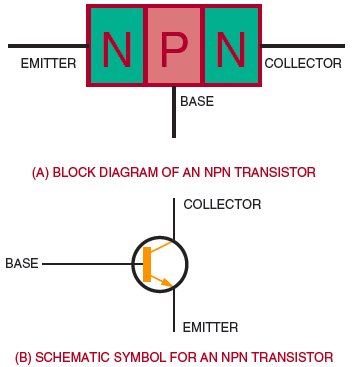 N P N
EMITTER
COLLECTOR
BASE
(A) BLOCK DIAGRAM OF AN NPN TRANSISTOR
COLLECTOR
BASE
EMITTER
(B) SCHEMATIC SYMBOL FOR AN NPN TRANSISTOR